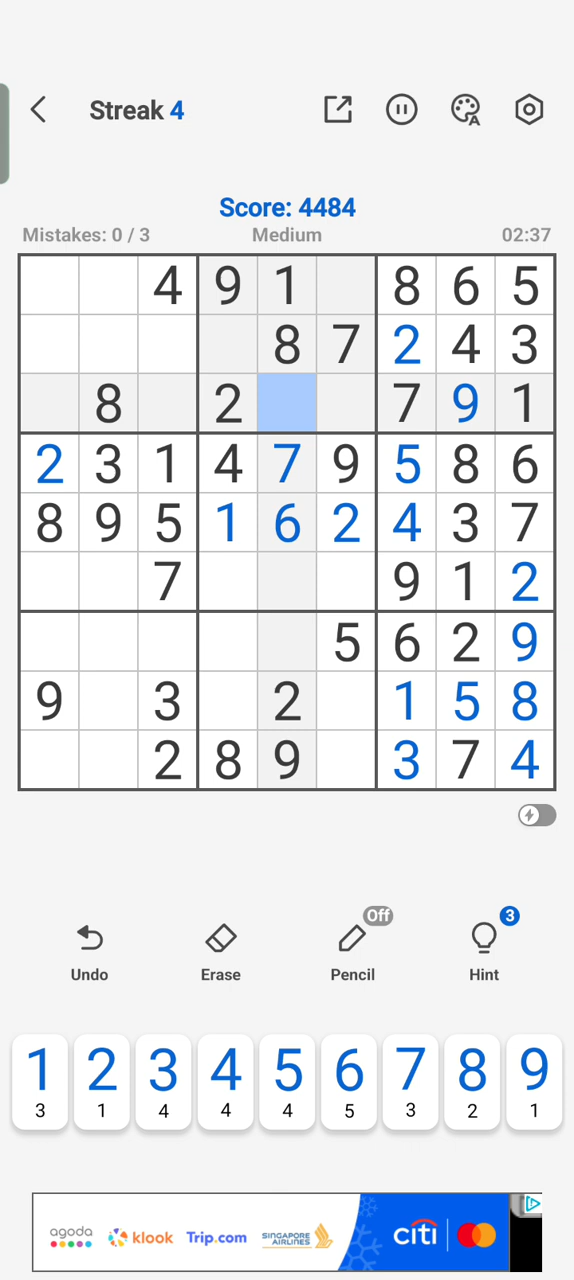 Streak 4
Score: 4484
Mistakes: 0 / 3 Medium 02:37
4 9 1 8 6 5
8 7 2 4 3
8 2 7 9 1
2 3 1 4 7 9 5 8 6
8 9 5 1 6 2 4 3 7
7 9 1 2
5 6 2 9
9 3 2 1 5 8
2 8 9 3 7 4
Off 3
Undo Erase Pencil Hint
1 2 3 4 5 6 7 8 9
3 1 4 4 4 5 3 2 1
agoda klook Trip.com SINGAPORE AIRLINES citi